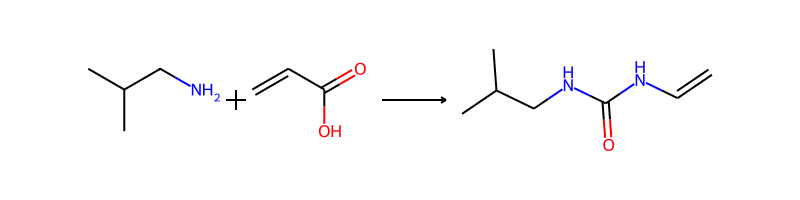 NH2 + O OH H N O H N